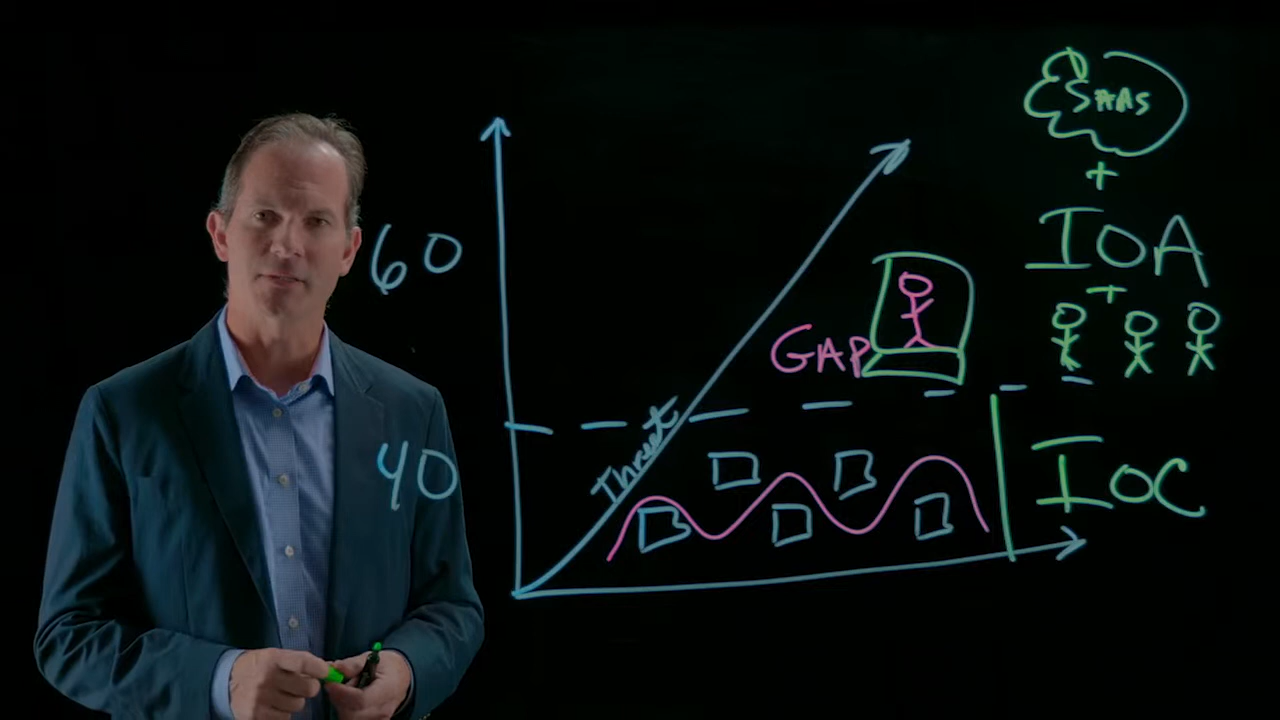 SAAS
+
IOA
+
60
GAP
Threat
40
IOC